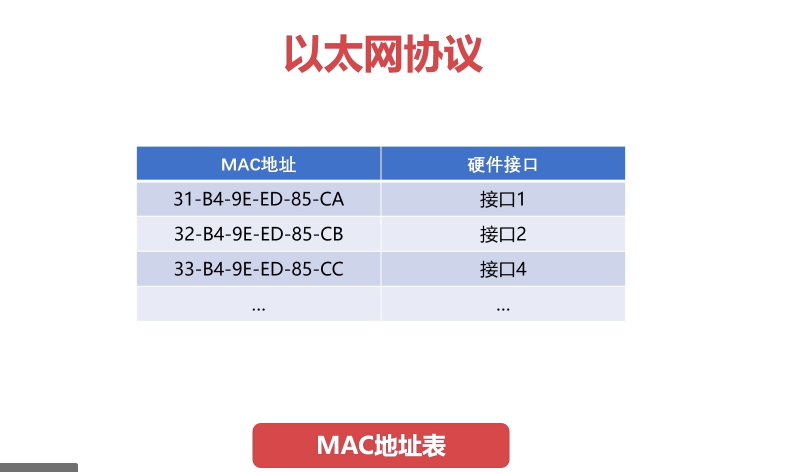 以太网协议
MAC地址 硬件接口
31-B4-9E-ED-85-CA 接口1
32-B4-9E-ED-85-CB 接口2
33-B4-9E-ED-85-CC 接口4
... ...
MAC地址表